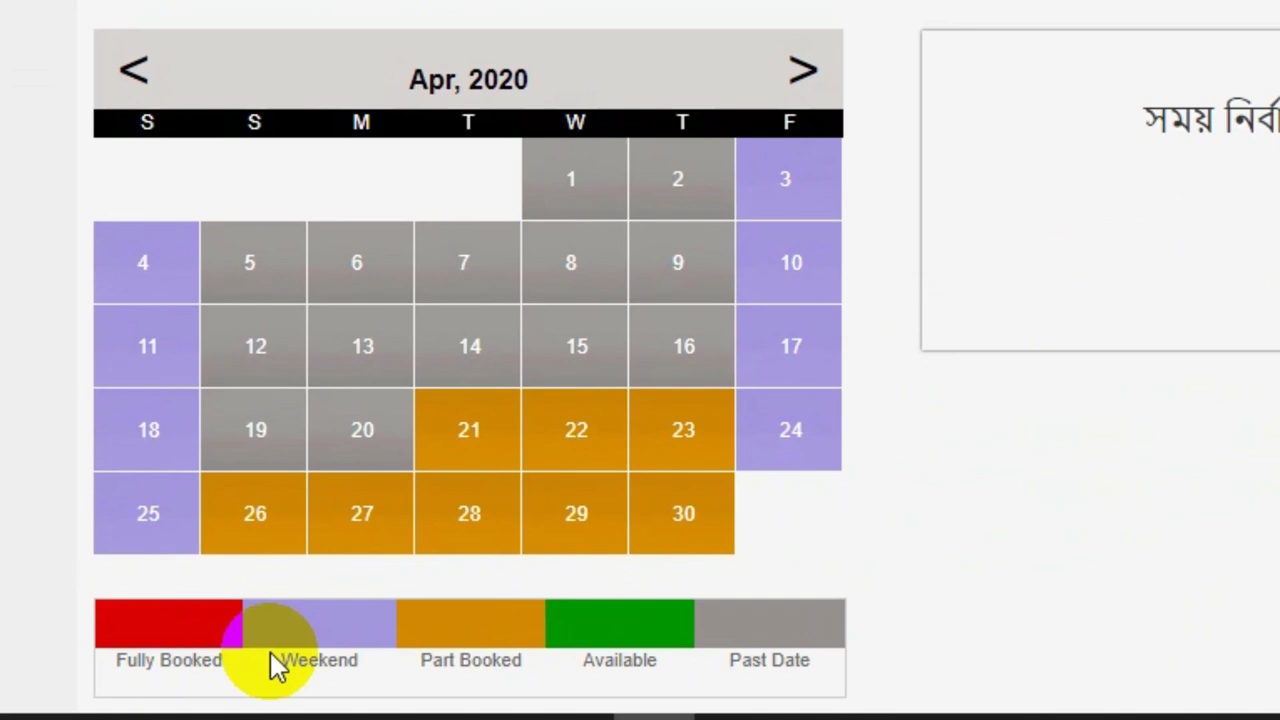 < Apr, 2020 >
S S M T W T F
1 2 3
4 5 6 7 8 9 10
11 12 13 14 15 16 17
18 19 20 21 22 23 24
25 26 27 28 29 30
সময়
Fully Booked Weekend Part Booked Available Past Date